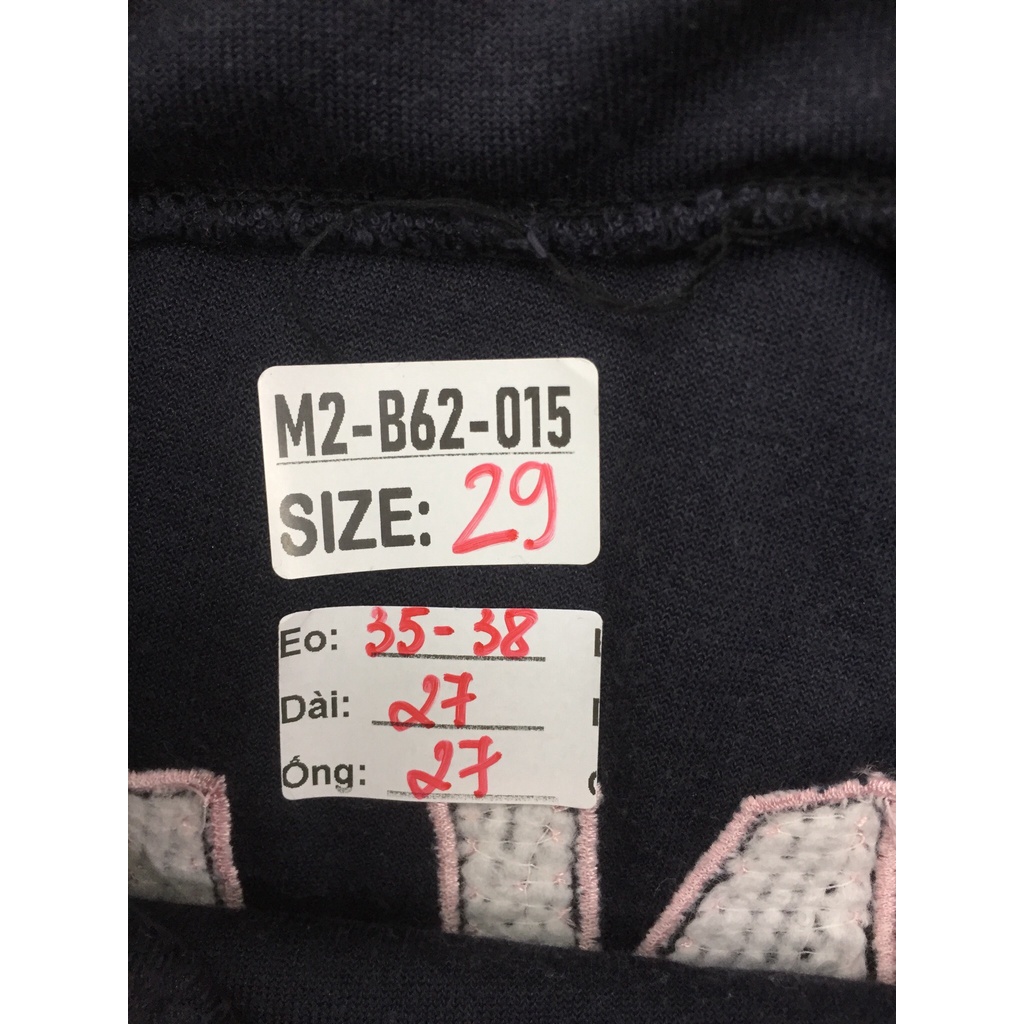 M2-B62-015
SIZE: 29
Eo: 35-38
Dài: 27
Ống: 27